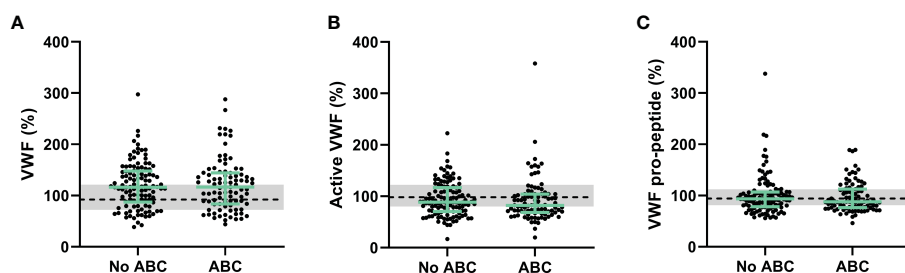 A
VWF (%)
400
300
200
100
0
No ABC ABC
B
Active VWF (%)
400
300
200
100
0
No ABC ABC
C
VWF pro-peptide (%)
400
300
200
100
0
No ABC ABC